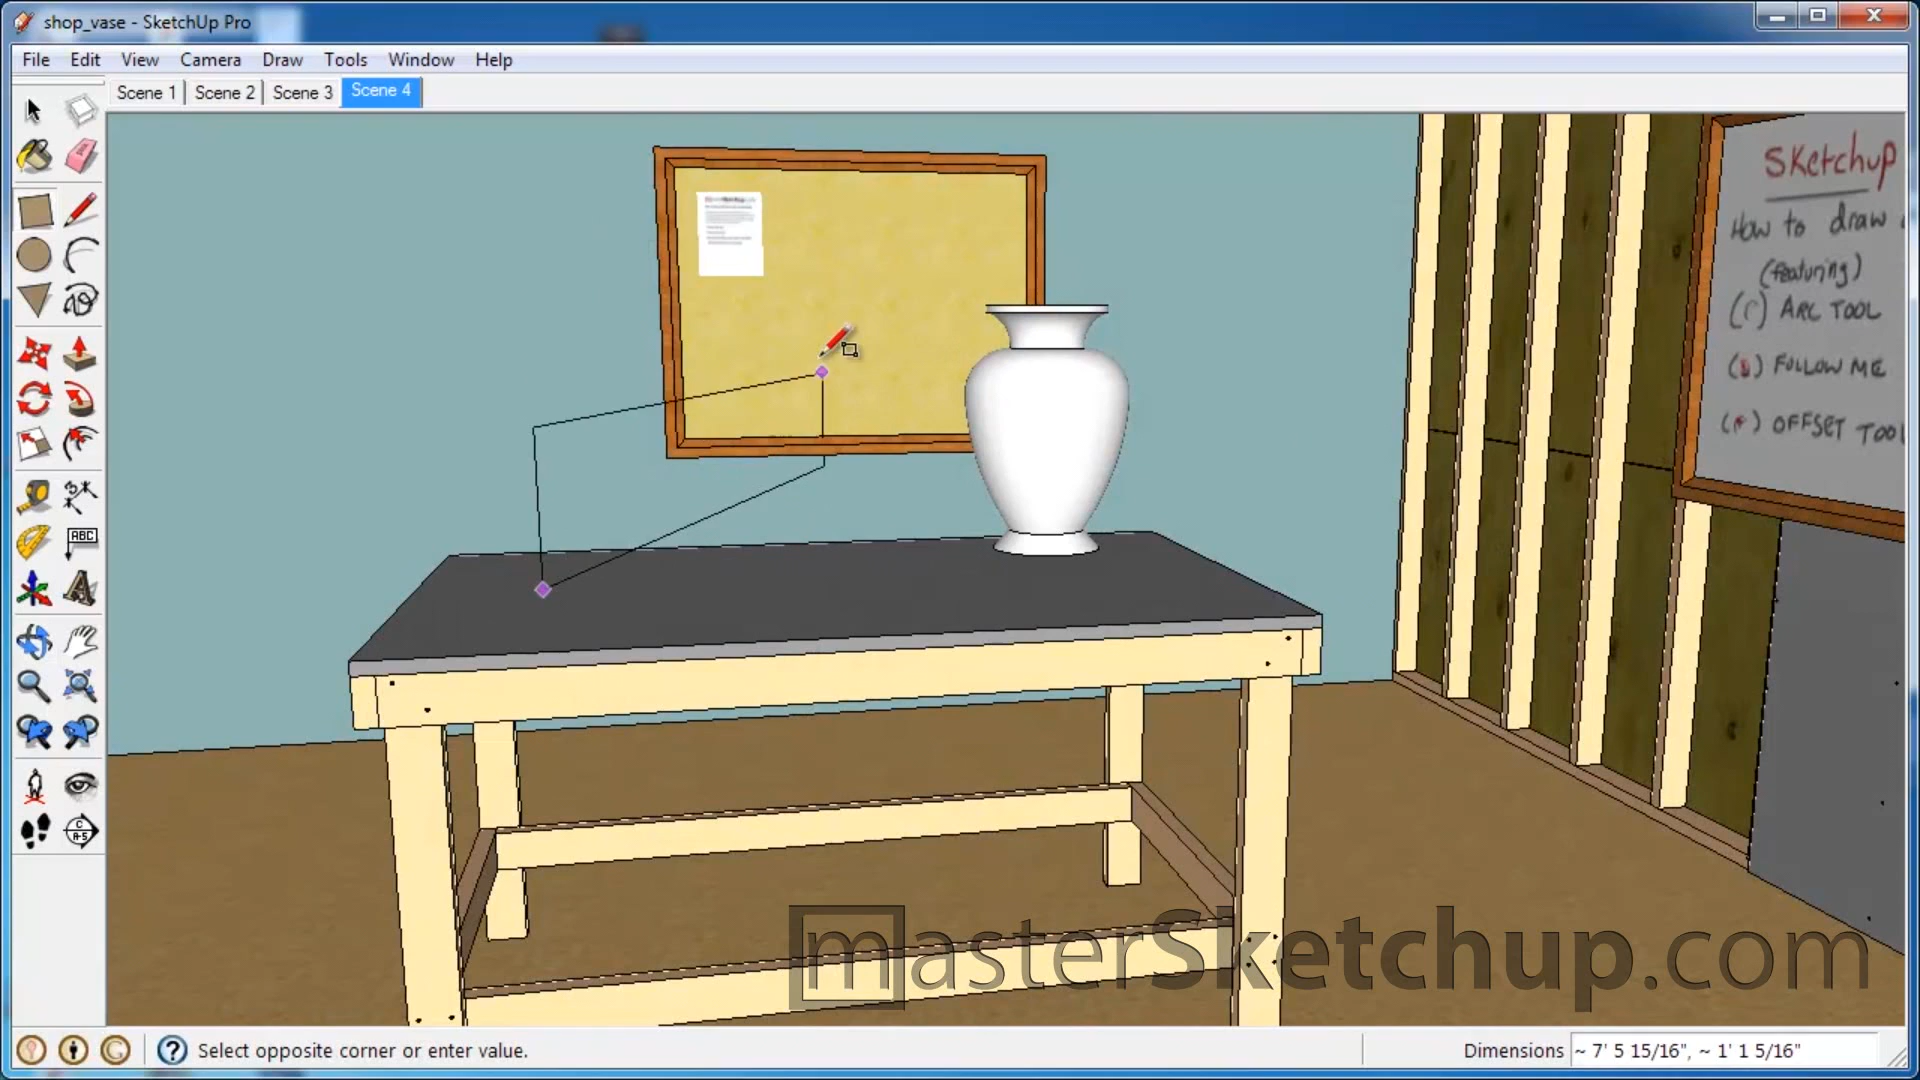 shop_vase - SketchUp Pro
File Edit View Camera Draw Tools Window Help
Scene 1 Scene 2 Scene 3 Scene 4
SKetchup
How to draw
(featuring)
ARC TOOL
FOLLOW ME
OFFSET TOOL
ABC
masterSketchup.com
Select opposite corner or enter value.
Dimensions ~ 7' 5 15/16", ~ 1' 1 5/16"